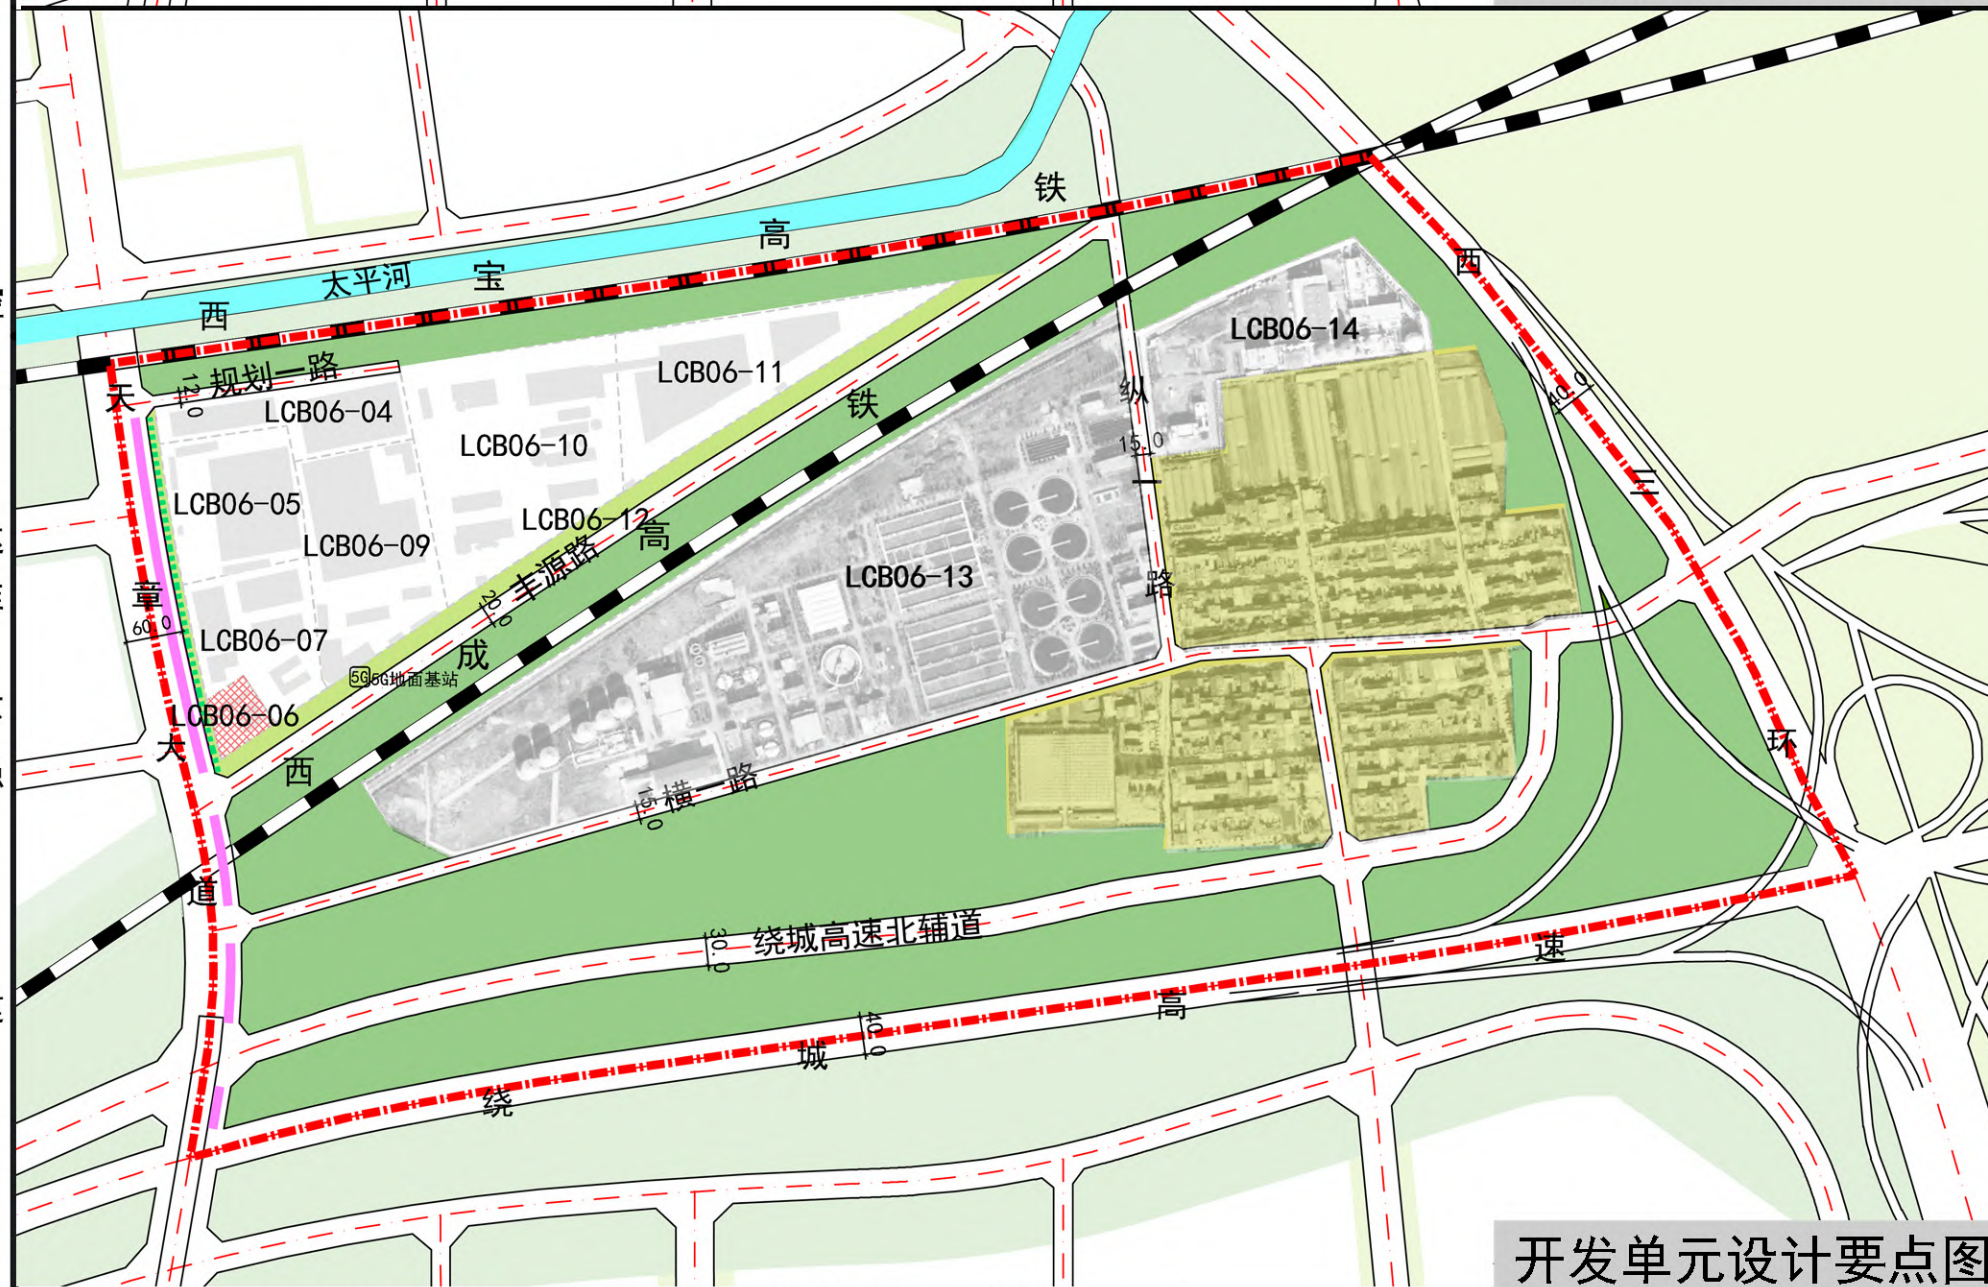 铁
高
宝
西
太平河
西
规划一路
12.0
天
LCB06-04
LCB06-11
LCB06-14
铁
纵
40.0
LCB06-10
15.0
一
三
LCB06-05
LCB06-12
高
LCB06-09
丰源路
LCB06-13
路
章
20.0
60.0
LCB06-07
成
5G
5G地面基站
LCB06-06
大
西
环
横一路
15.0
道
绕城高速北辅道
30.0
速
高
40.0
城
绕
开发单元设计要点图